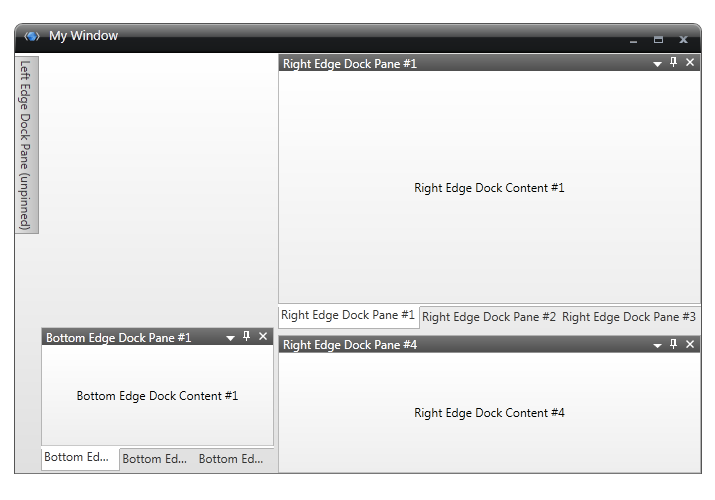 My Window
Left Edge Dock Pane (unpinned)
Right Edge Dock Pane #1
Right Edge Dock Content #1
Right Edge Dock Pane #1
Right Edge Dock Pane #2
Right Edge Dock Pane #3
Bottom Edge Dock Pane #1
Bottom Edge Dock Content #1
Bottom Ed...
Bottom Ed...
Bottom Ed...
Right Edge Dock Pane #4
Right Edge Dock Content #4